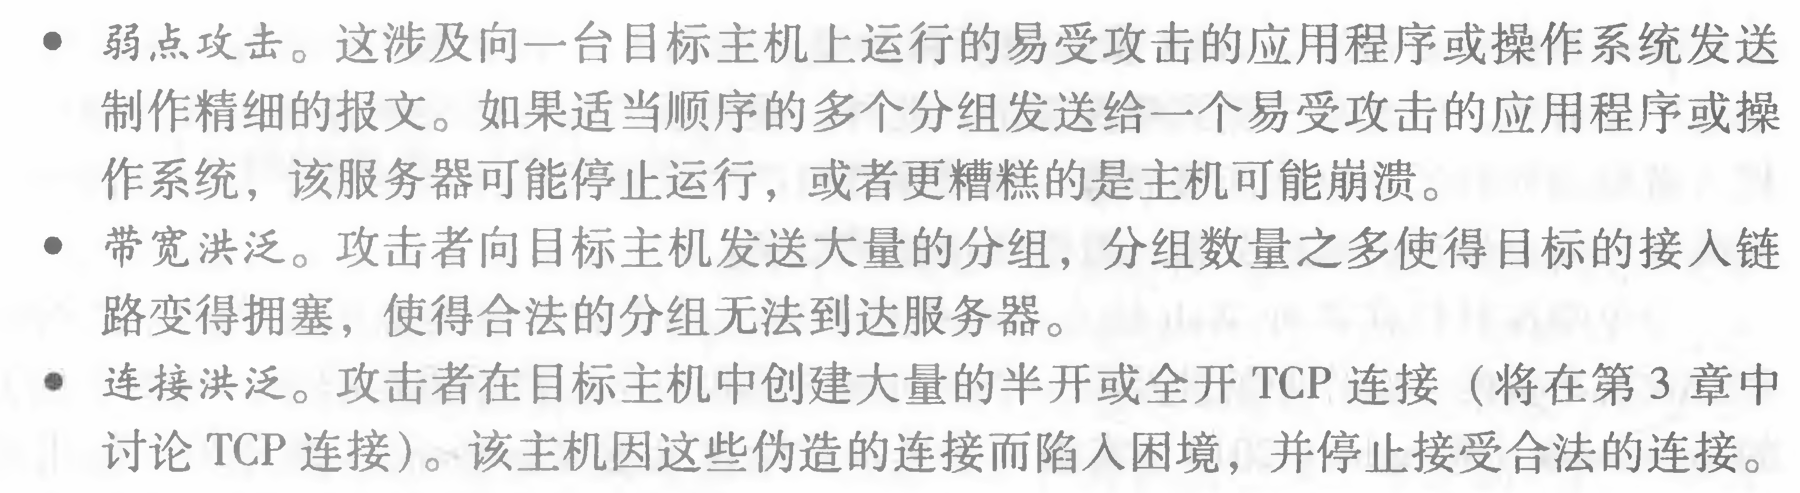 ● 弱点攻击。这涉及向一台目标主机上运行的易受攻击的应用程序或操作系统发送
制作精细的报文。如果适当顺序的多个分组发送给一个易受攻击的应用程序或操
作系统，该服务器可能停止运行，或者更糟糕的是主机可能崩溃。
● 带宽洪泛。攻击者向目标主机发送大量的分组，分组数量之多使得目标的接入链
路变得拥塞，使得合法的分组无法到达服务器。
● 连接洪泛。攻击者在目标主机中创建大量的半开或全开 TCP 连接（将在第 3 章中
讨论 TCP 连接）。该主机因这些伪造的连接而陷入困境，并停止接受合法的连接。